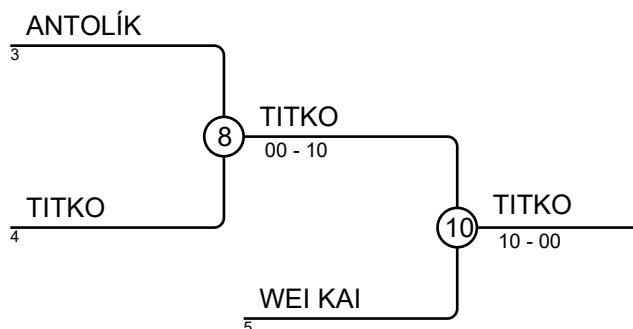 ANTOLÍK
3
8
TITKO
00 - 10
TITKO
4
10
TITKO
10 - 00
WEI KAI
5